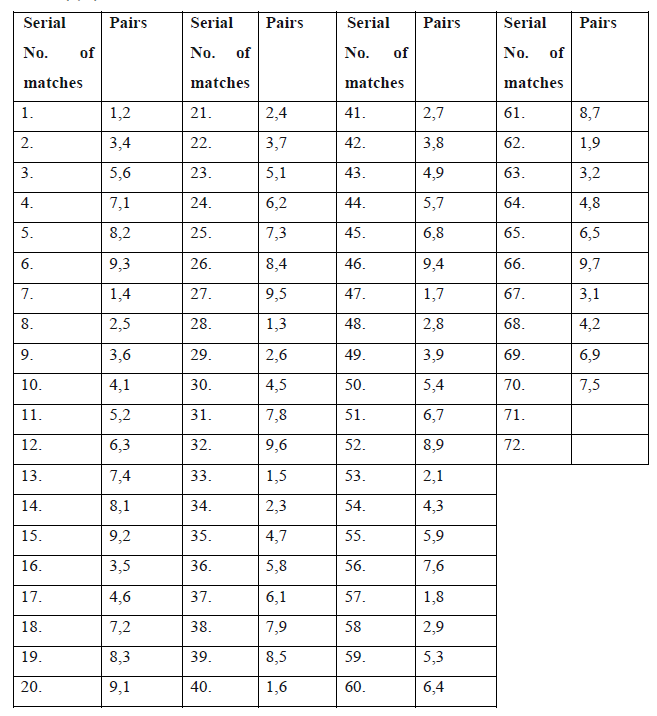 Serial No. of matches Pairs Serial No. of matches Pairs Serial No. of matches Pairs Serial No. of matches Pairs
1. 1,2 21. 2,4 41. 2,7 61. 8,7
2. 3,4 22. 3,7 42. 3,8 62. 1,9
3. 5,6 23. 5,1 43. 4,9 63. 3,2
4. 7,1 24. 6,2 44. 5,7 64. 4,8
5. 8,2 25. 7,3 45. 6,8 65. 6,5
6. 9,3 26. 8,4 46. 9,4 66. 9,7
7. 1,4 27. 9,5 47. 1,7 67. 3,1
8. 2,5 28. 1,3 48. 2,8 68. 4,2
9. 3,6 29. 2,6 49. 3,9 69. 6,9
10. 4,1 30. 4,5 50. 5,4 70. 7,5
11. 5,2 31. 7,8 51. 6,7 71.
12. 6,3 32. 9,6 52. 8,9 72.
13. 7,4 33. 1,5 53. 2,1
14. 8,1 34. 2,3 54. 4,3
15. 9,2 35. 4,7 55. 5,9
16. 3,5 36. 5,8 56. 7,6
17. 4,6 37. 6,1 57. 1,8
18. 7,2 38. 7,9 58 2,9
19. 8,3 39. 8,5 59. 5,3
20. 9,1 40. 1,6 60. 6,4